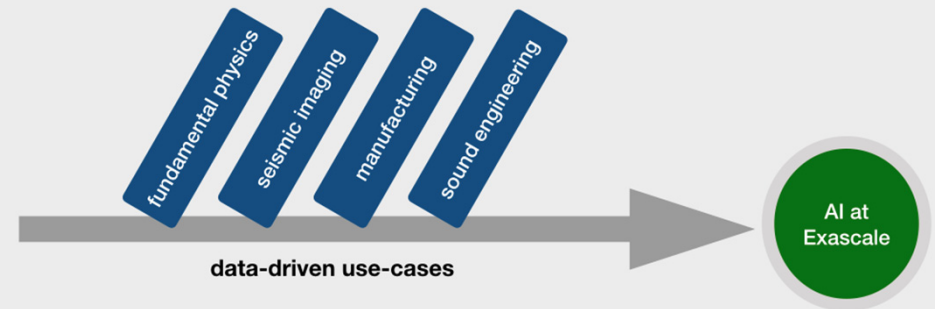 fundamental physics
seismic imaging
manufacturing
sound engineering
AI at
Exascale
data-driven use-cases